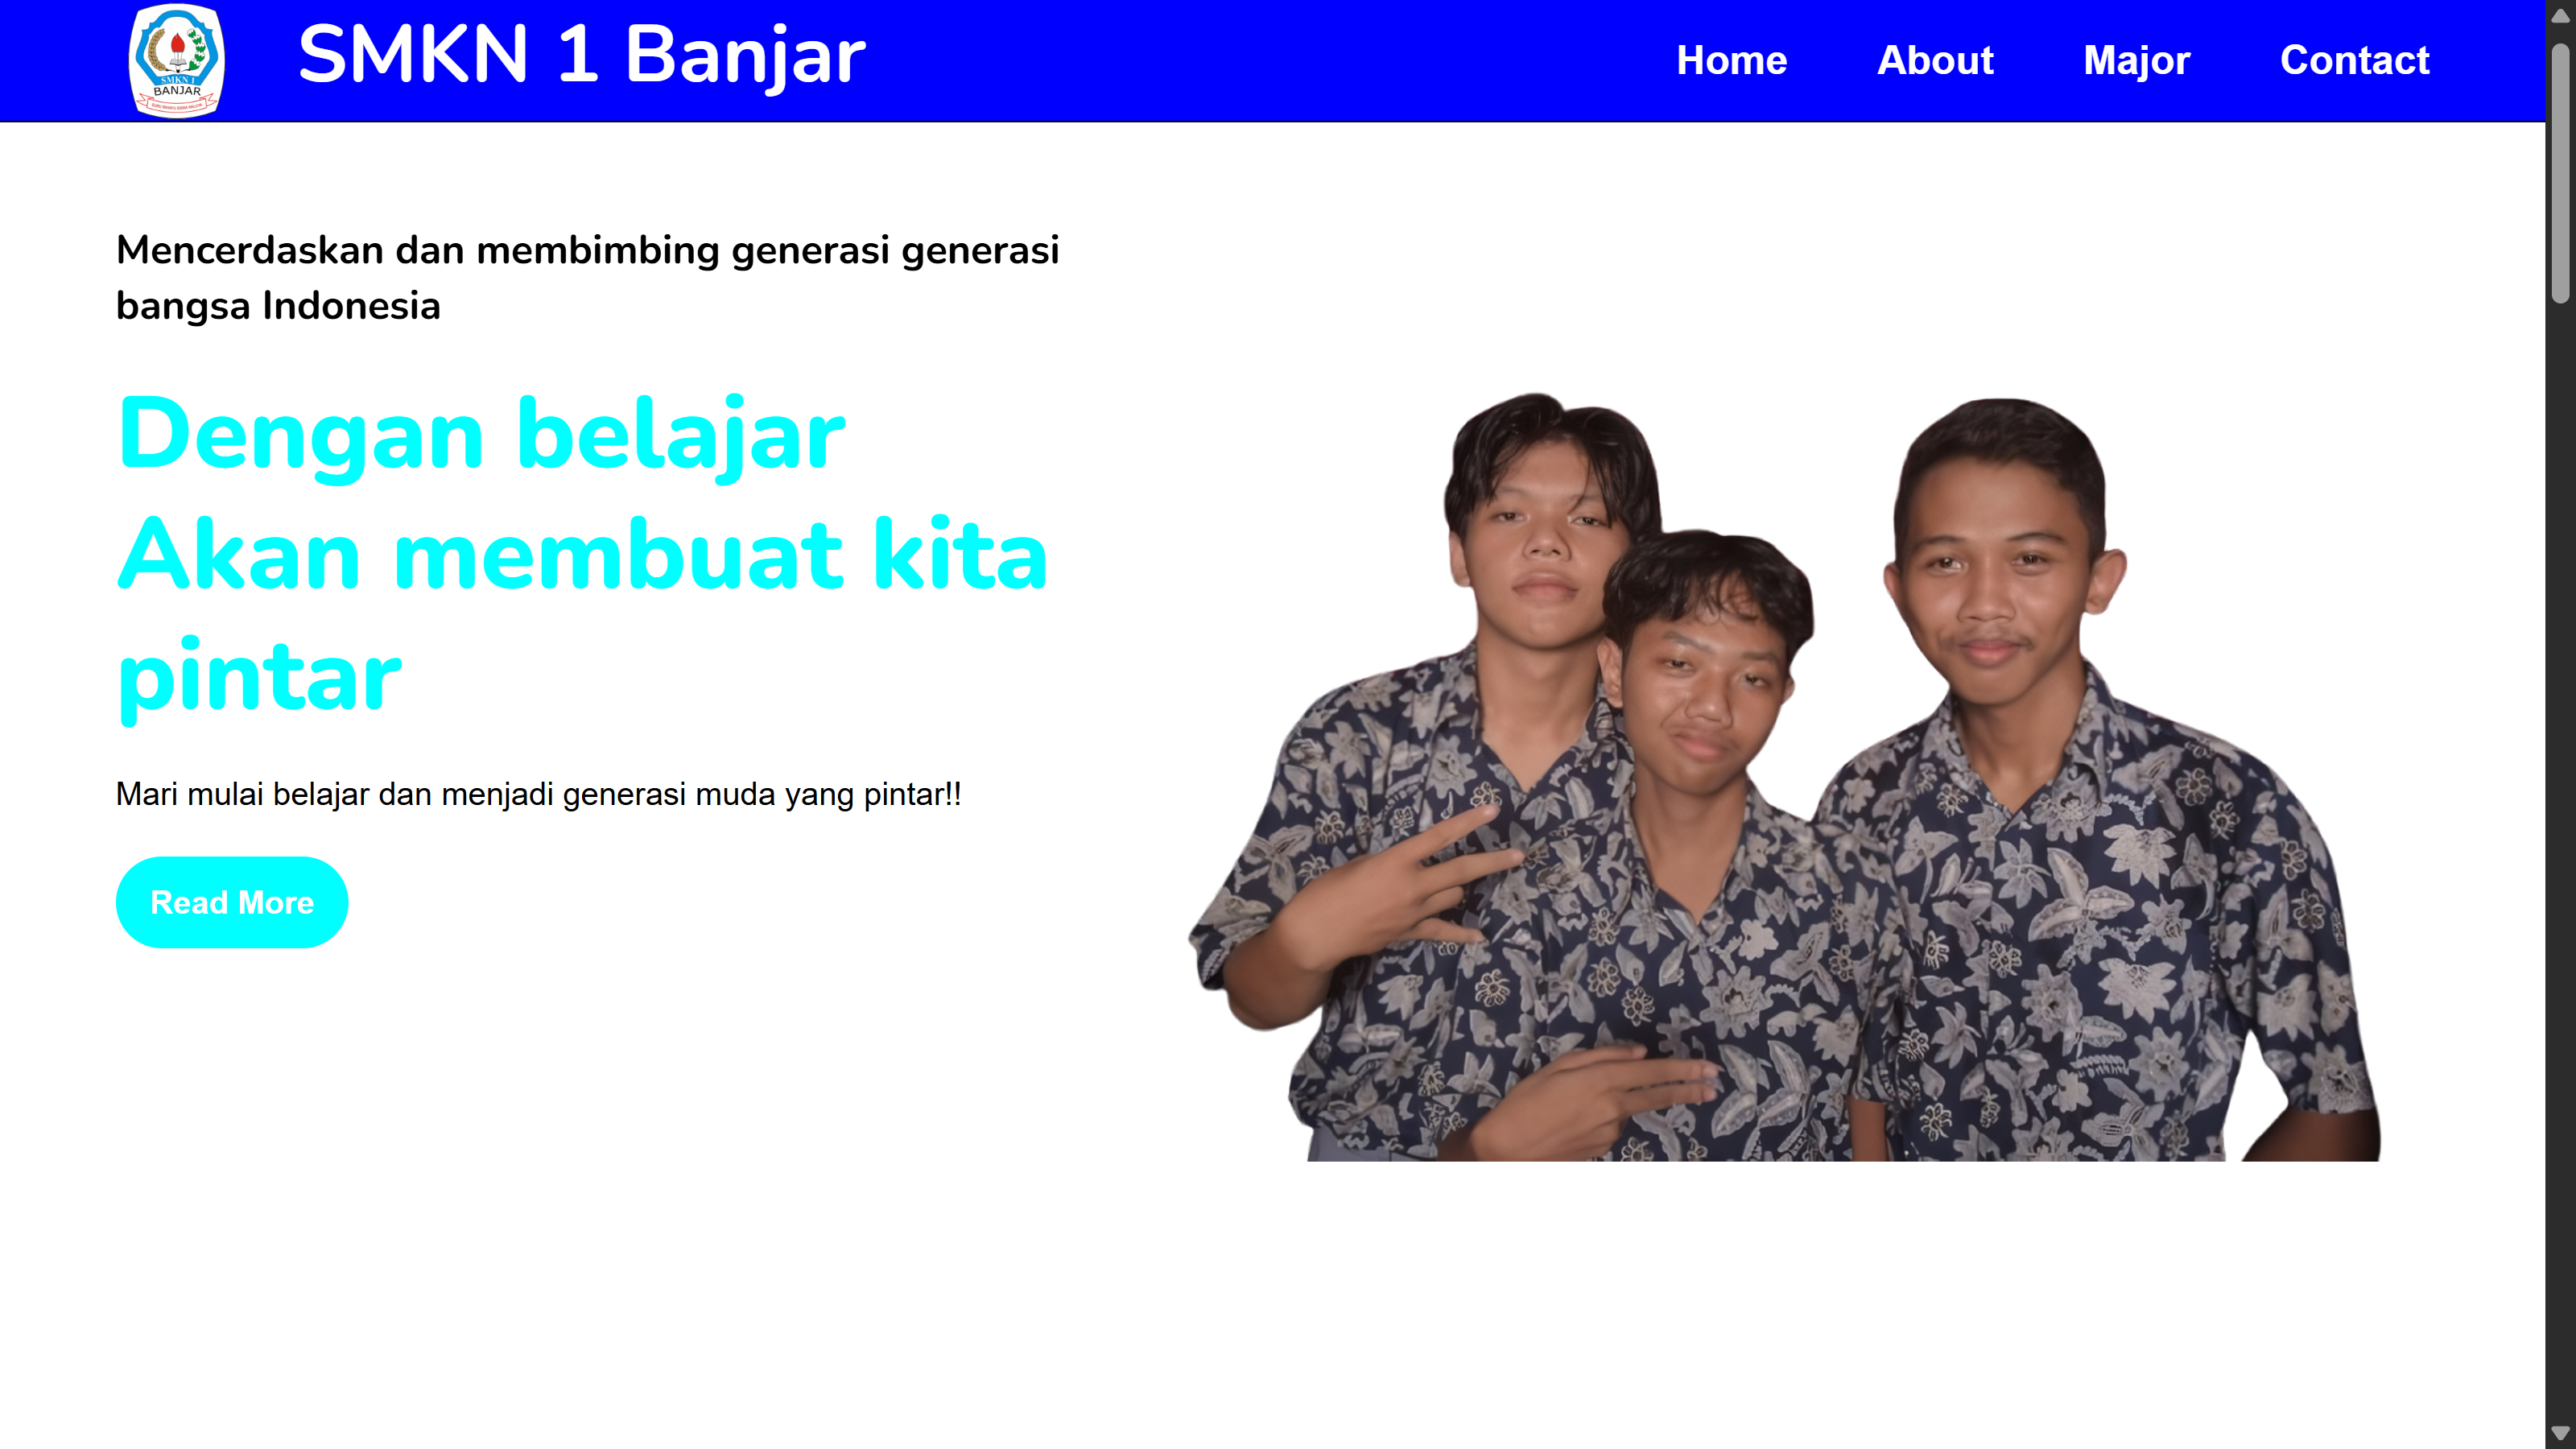 SMKN 1
BANJAR
SMKN 1 Banjar
Home
About
Major
Contact
Mencerdaskan dan membimbing generasi generasi
bangsa Indonesia
Dengan belajar
Akan membuat kita
pintar
Mari mulai belajar dan menjadi generasi muda yang pintar!!
Read More